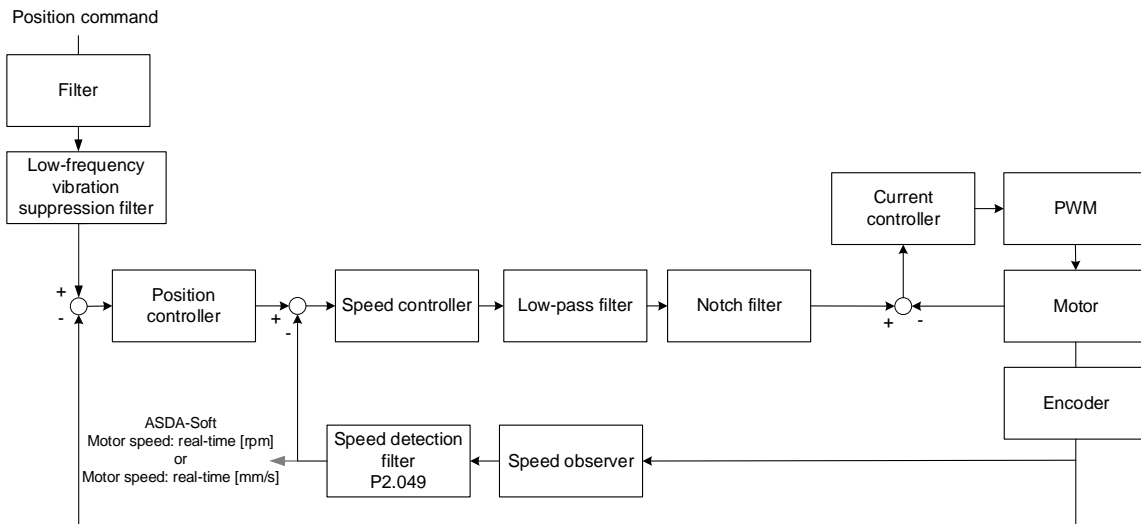 Position command
Filter
Low-frequency
vibration
suppression filter
Current
controller
PWM
+
-
Position
controller
+
-
Speed controller
Low-pass filter
Notch filter
+
-
Motor
Encoder
ASDA-Soft
Motor speed: real-time [rpm]
or
Motor speed: real-time [mm/s]
Speed detection
filter
P2.049
Speed observer